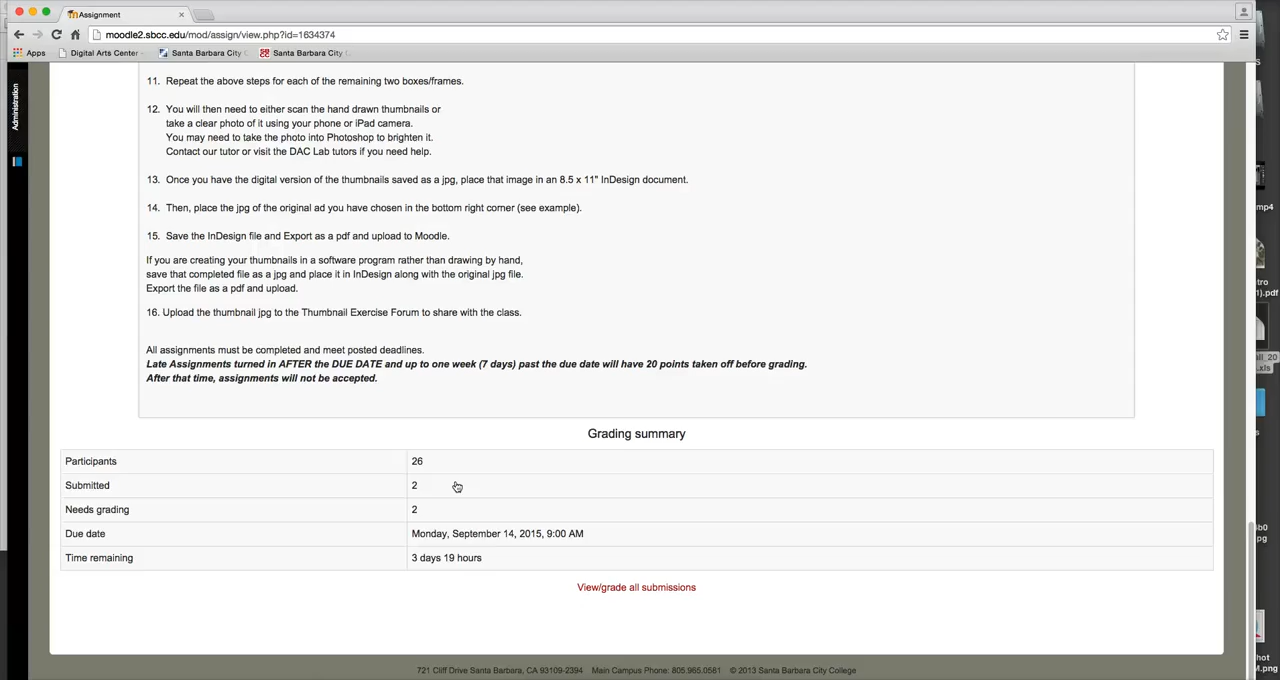 Assignment
moodle2.sbcc.edu/mod/assign/view.php?id=1634374
Apps
Digital Arts Center
Santa Barbara City
Santa Barbara City
Administration
11. Repeat the above steps for each of the remaining two boxes/frames.
12. You will then need to either scan the hand drawn thumbnails or
take a clear photo of it using your phone or iPad camera.
You may need to take the photo into Photoshop to brighten it.
Contact our tutor or visit the DAC Lab tutors if you need help.
13. Once you have the digital version of the thumbnails saved as a jpg, place that image in an 8.5 x 11" InDesign document.
14. Then, place the jpg of the original ad you have chosen in the bottom right corner (see example).
15. Save the InDesign file and Export as a pdf and upload to Moodle.
If you are creating your thumbnails in a software program rather than drawing by hand,
save that completed file as a jpg and place it in InDesign along with the original jpg file.
Export the file as a pdf and upload.
16. Upload the thumbnail jpg to the Thumbnail Exercise Forum to share with the class.
All assignments must be completed and meet posted deadlines.
Late Assignments turned in AFTER the DUE DATE and up to one week (7 days) past the due date will have 20 points taken off before grading.
After that time, assignments will not be accepted.
Grading summary
Participants 26
Submitted 2
Needs grading 2
Due date Monday, September 14, 2015, 9:00 AM
Time remaining 3 days 19 hours
View/grade all submissions
721 Cliff Drive Santa Barbara, CA 93109-2394 Main Campus Phone: 805.965.0581 © 2013 Santa Barbara City College
mp4
tro
1).pdf
all_20
.xls
0b0
pg
hot
M.png